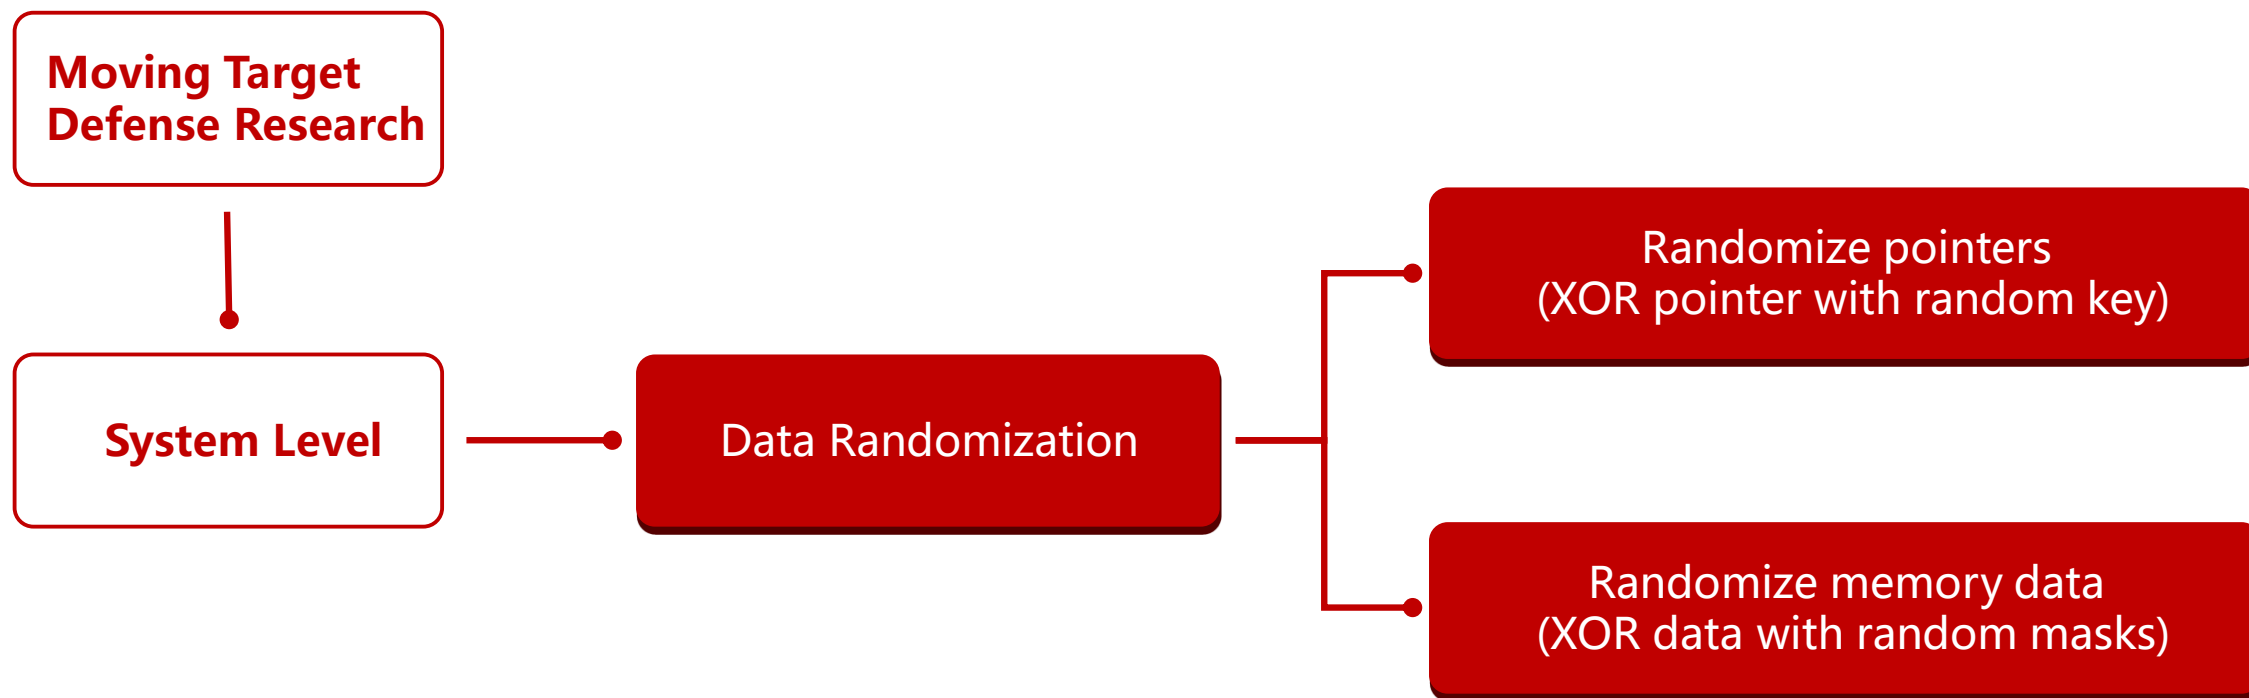 Moving Target
Defense Research
System Level
Data Randomization
Randomize pointers
(XOR pointer with random key)
Randomize memory data
(XOR data with random masks)